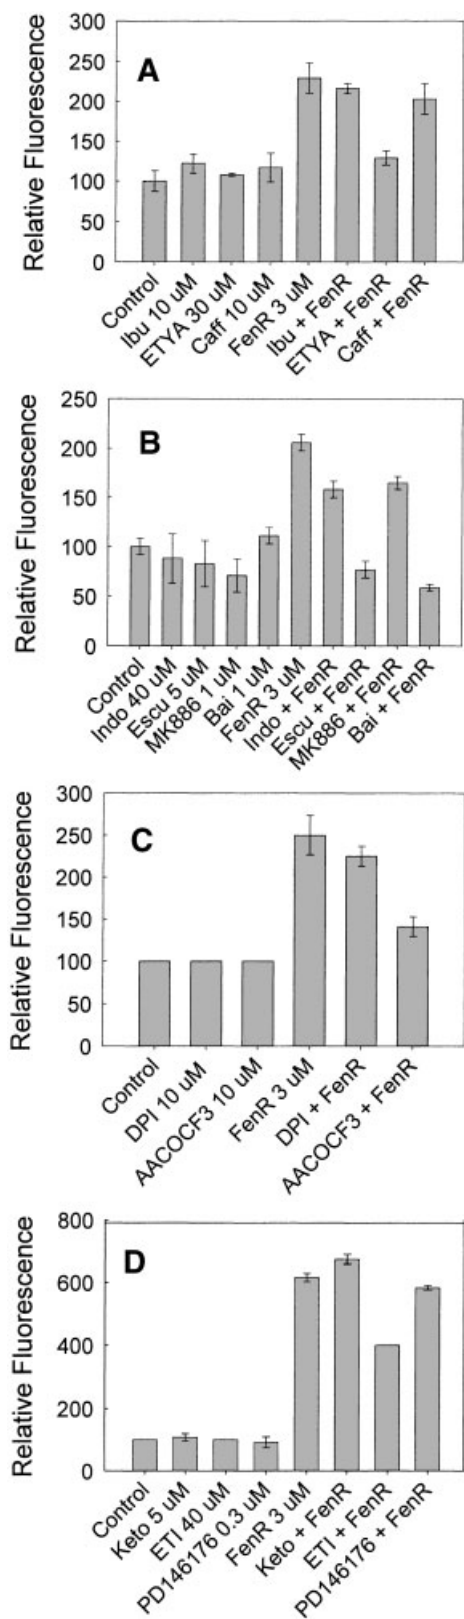 A
Relative Fluorescence
300
250
200
150
100
50
0
Control
Ibu 10 uM
ETYA 30 uM
Caff 10 uM
FenR 3 uM
Ibu + FenR
ETYA + FenR
Caff + FenR
B
Relative Fluorescence
250
200
150
100
50
0
Control
Indo 40 uM
Escu 5 uM
MK886 1 uM
Bai 1 uM
FenR 3 uM
Indo + FenR
Escu + FenR
MK886 + FenR
Bai + FenR
C
Relative Fluorescence
300
250
200
150
100
50
0
Control
DPI 10 uM
AACOCF3 10 uM
FenR 3 uM
DPI + FenR
AACOCF3 + FenR
D
Relative Fluorescence
800
600
400
200
100
0
Control
Keto 5 uM
ETI 40 uM
PD146176 0.3 uM
FenR 3 uM
Keto + FenR
ETI + FenR
PD146176 + FenR